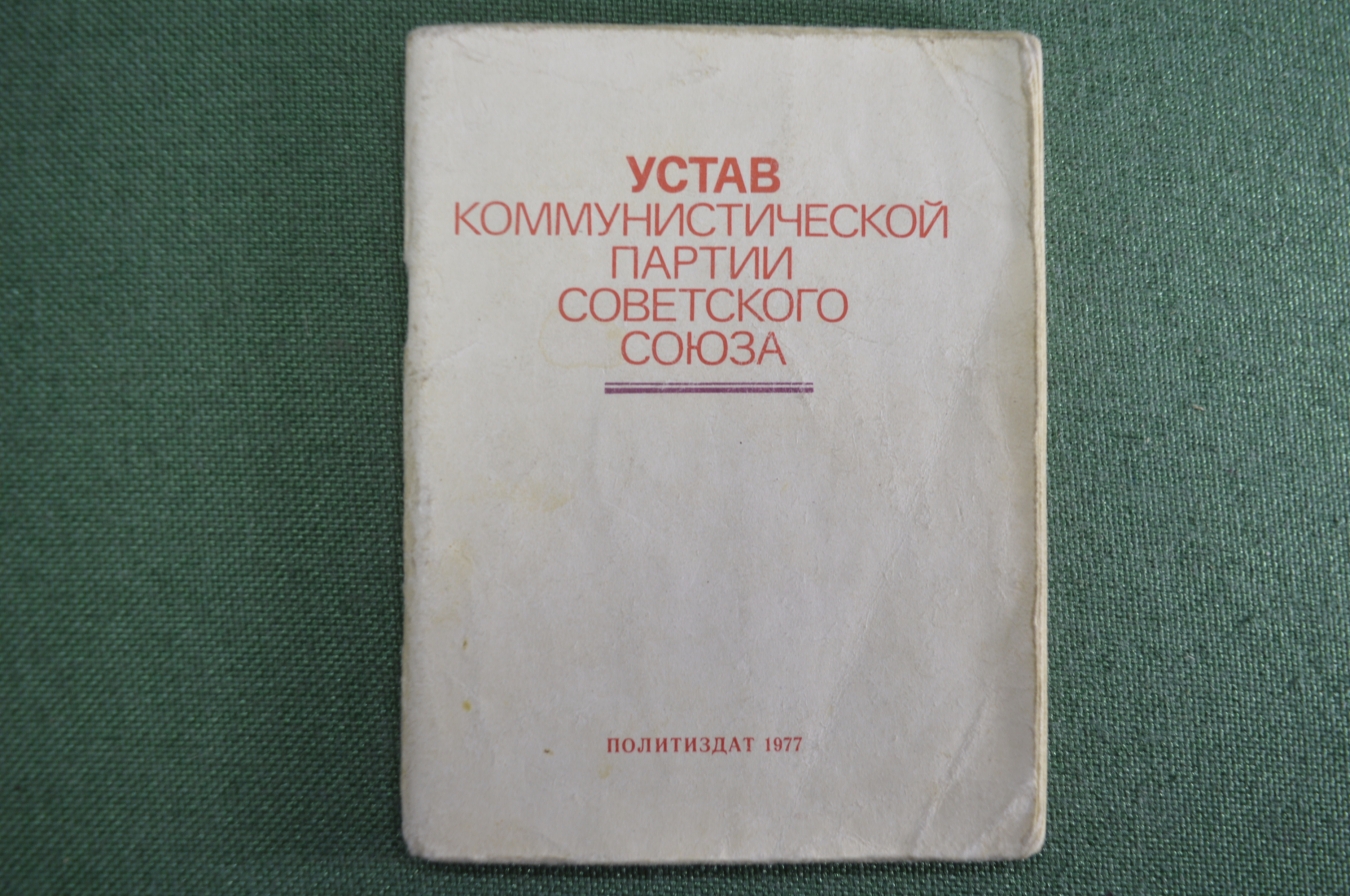 УСТАВ
КОММУНИСТИЧЕСКОЙ
ПАРТИИ
СОВЕТСКОГО
СОЮЗА
ПОЛИТИЗДАТ 1977